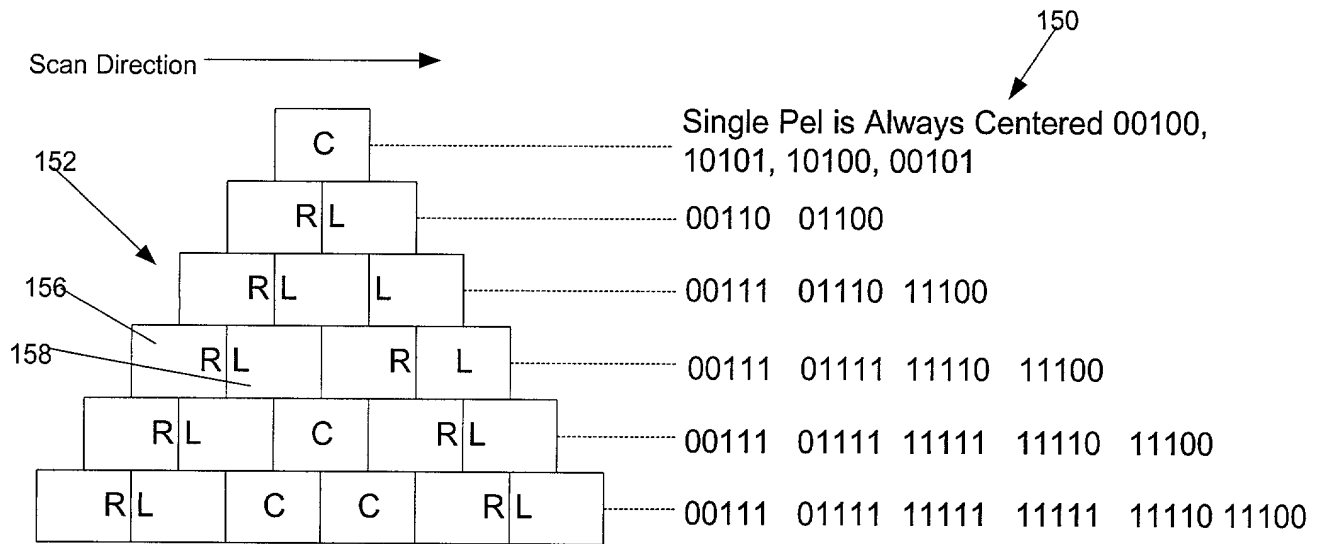 150
Scan Direction
Single Pel is Always Centered 00100,
10101, 10100, 00101
C
152
R L
00110 01100
R L L
00111 01110 11100
156
R L R L
00111 01111 11110 11100
158
R L C R L
00111 01111 11111 11110 11100
R L C C R L
00111 01111 11111 11111 11110 11100